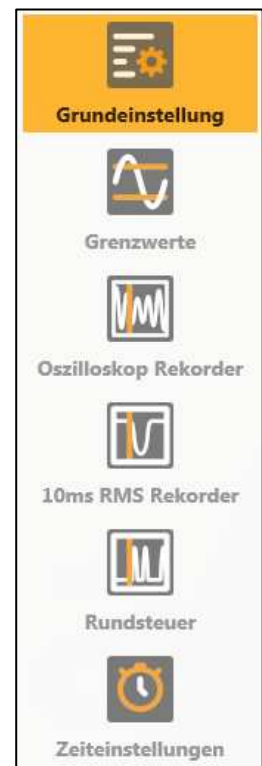 Grundeinstellung
Grenzwerte
Oszilloskop Rekorder
10ms RMS Rekorder
Rundsteuer
Zeiteinstellungen